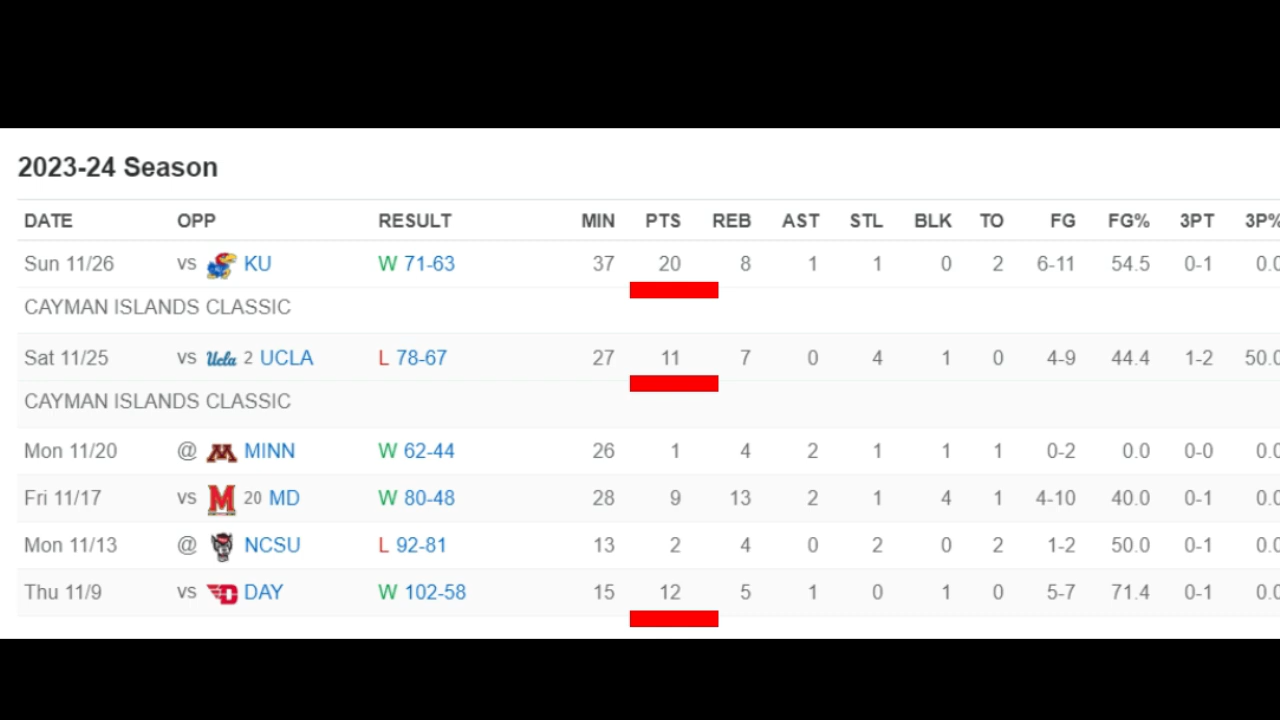 2023-24 Season
DATE OPP RESULT MIN PTS REB AST STL BLK TO FG FG% 3PT 3P%
Sun 11/26 vs KU W 71-63 37 20 8 1 1 0 2 6-11 54.5 0-1 0.0
CAYMAN ISLANDS CLASSIC
Sat 11/25 vs Ucla 2 UCLA L 78-67 27 11 7 0 4 1 0 4-9 44.4 1-2 50.0
CAYMAN ISLANDS CLASSIC
Mon 11/20 @ M MINN W 62-44 26 1 4 2 1 1 1 0-2 0.0 0-0 0.0
Fri 11/17 vs M 20 MD W 80-48 28 9 13 2 1 4 1 4-10 40.0 0-1 0.0
Mon 11/13 @ NCSU L 92-81 13 2 4 0 2 0 2 1-2 50.0 0-1 0.0
Thu 11/9 vs D DAY W 102-58 15 12 5 1 0 1 0 5-7 71.4 0-1 0.0